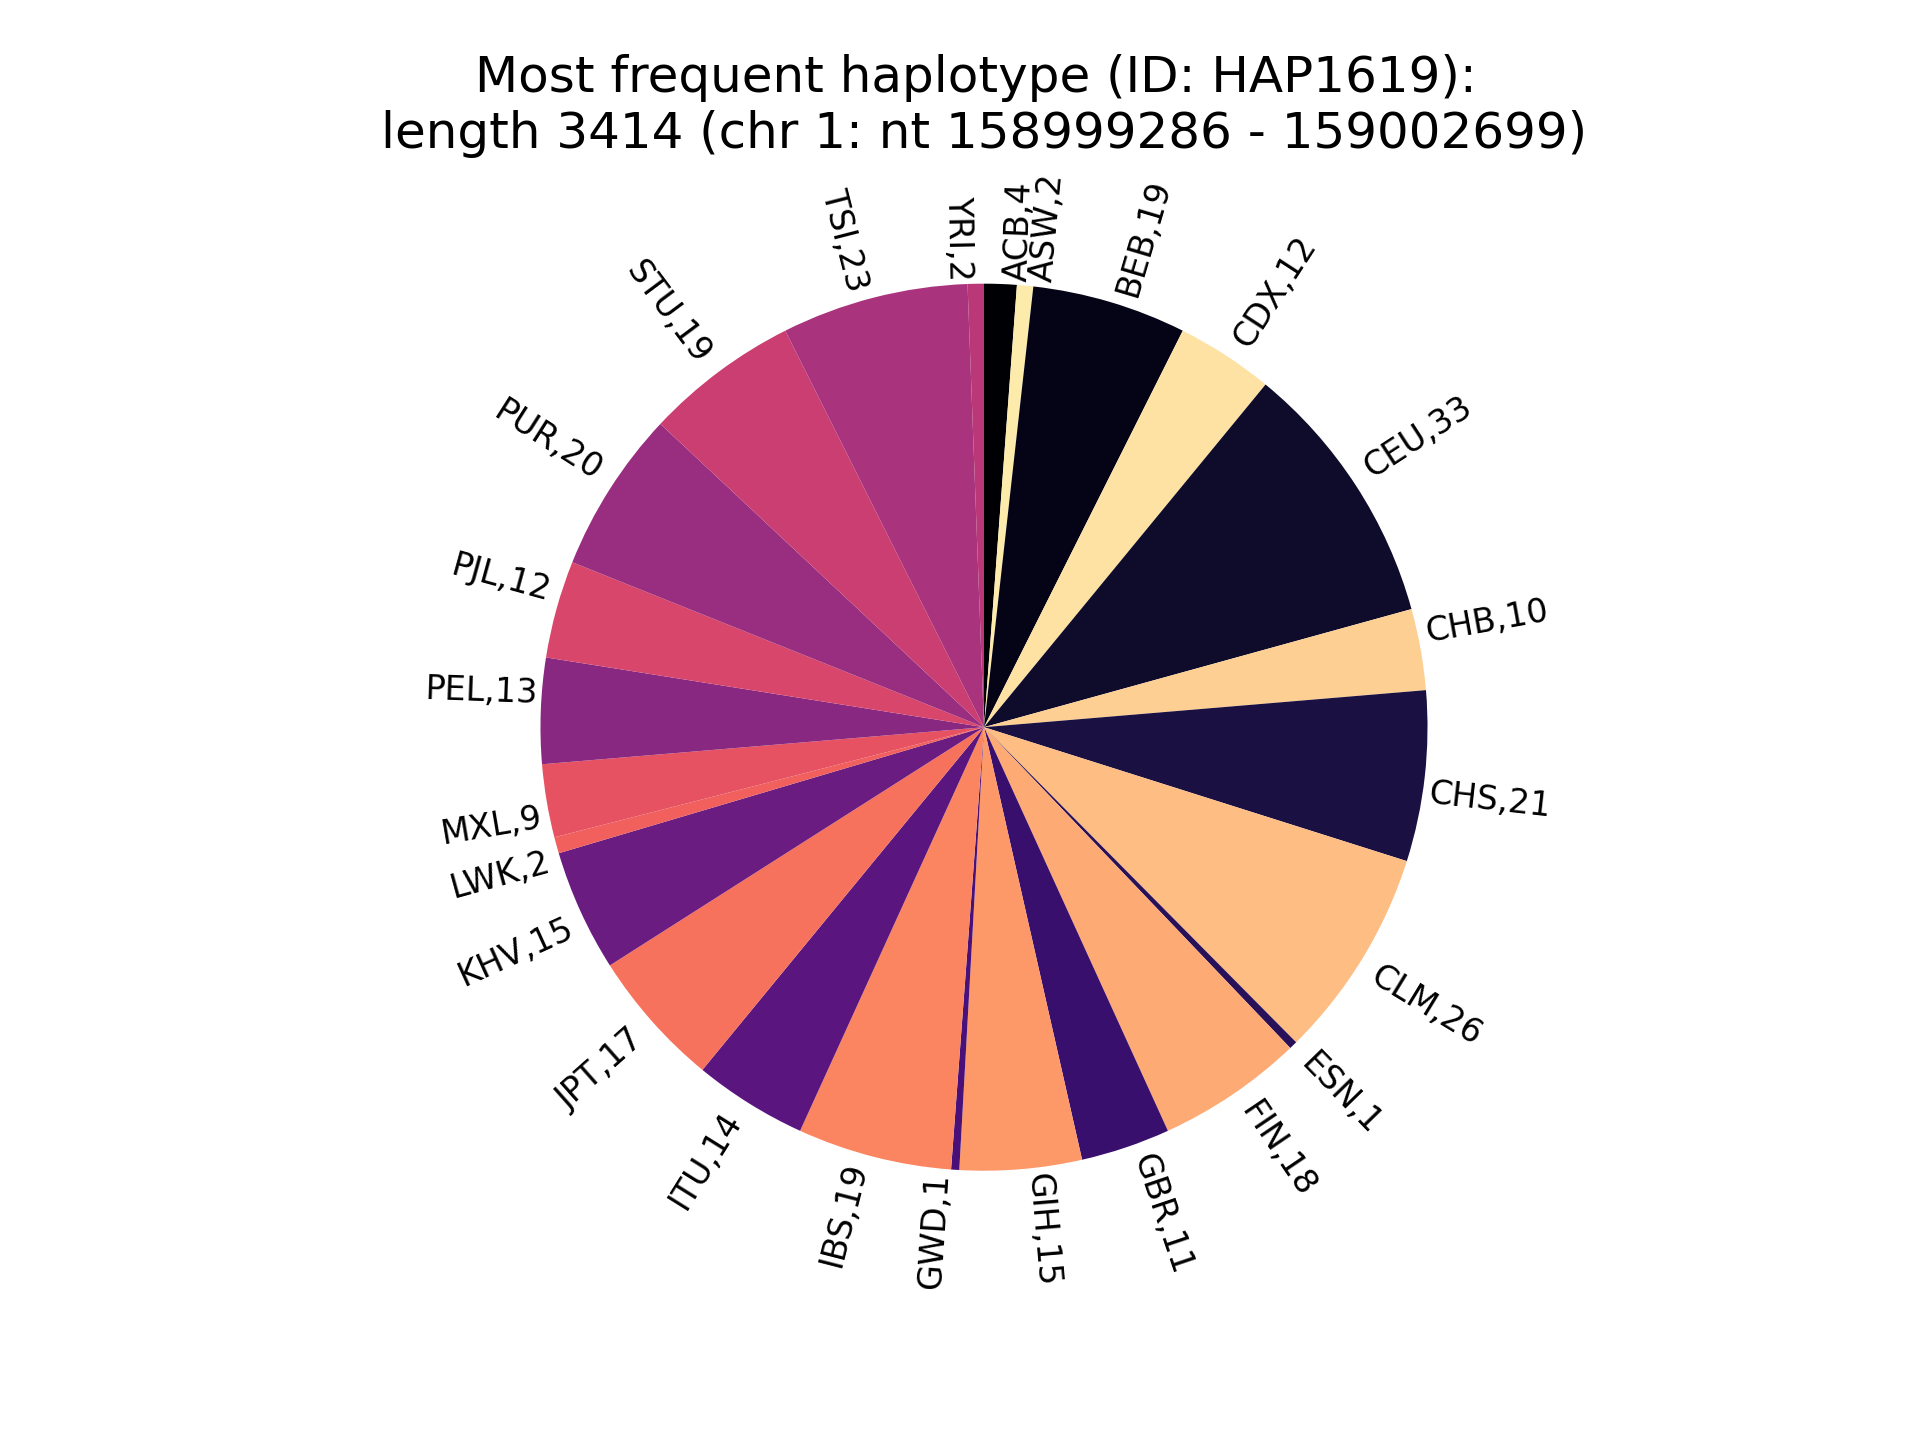 Most frequent haplotype (ID: HAP1619):
length 3414 (chr 1: nt 158999286 - 159002699)
ACB,4
ASW,2
BEB,19
CDX,12
CEU,33
CHB,10
CHS,21
CLM,26
ESN,1
FIN,18
GBR,11
GIH,15
GWD,1
IBS,19
ITU,14
JPT,17
KHV,15
LWK,2
MXL,9
PEL,13
PJL,12
PUR,20
STU,19
TSI,23
YRI,2